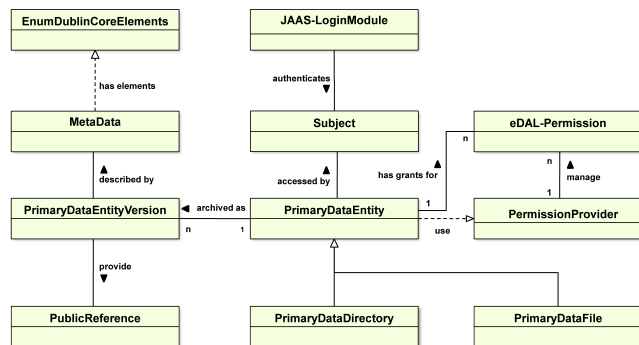 EnumDublinCoreElements
JAAS-LoginModule
has elements
authenticates
MetaData
Subject
eDAL-Permission
n
n
described by
accessed by
has grants for
manage
1
1
PrimaryDataEntityVersion
archived as
PrimaryDataEntity
PermissionProvider
n
1
use
provide
PublicReference
PrimaryDataDirectory
PrimaryDataFile